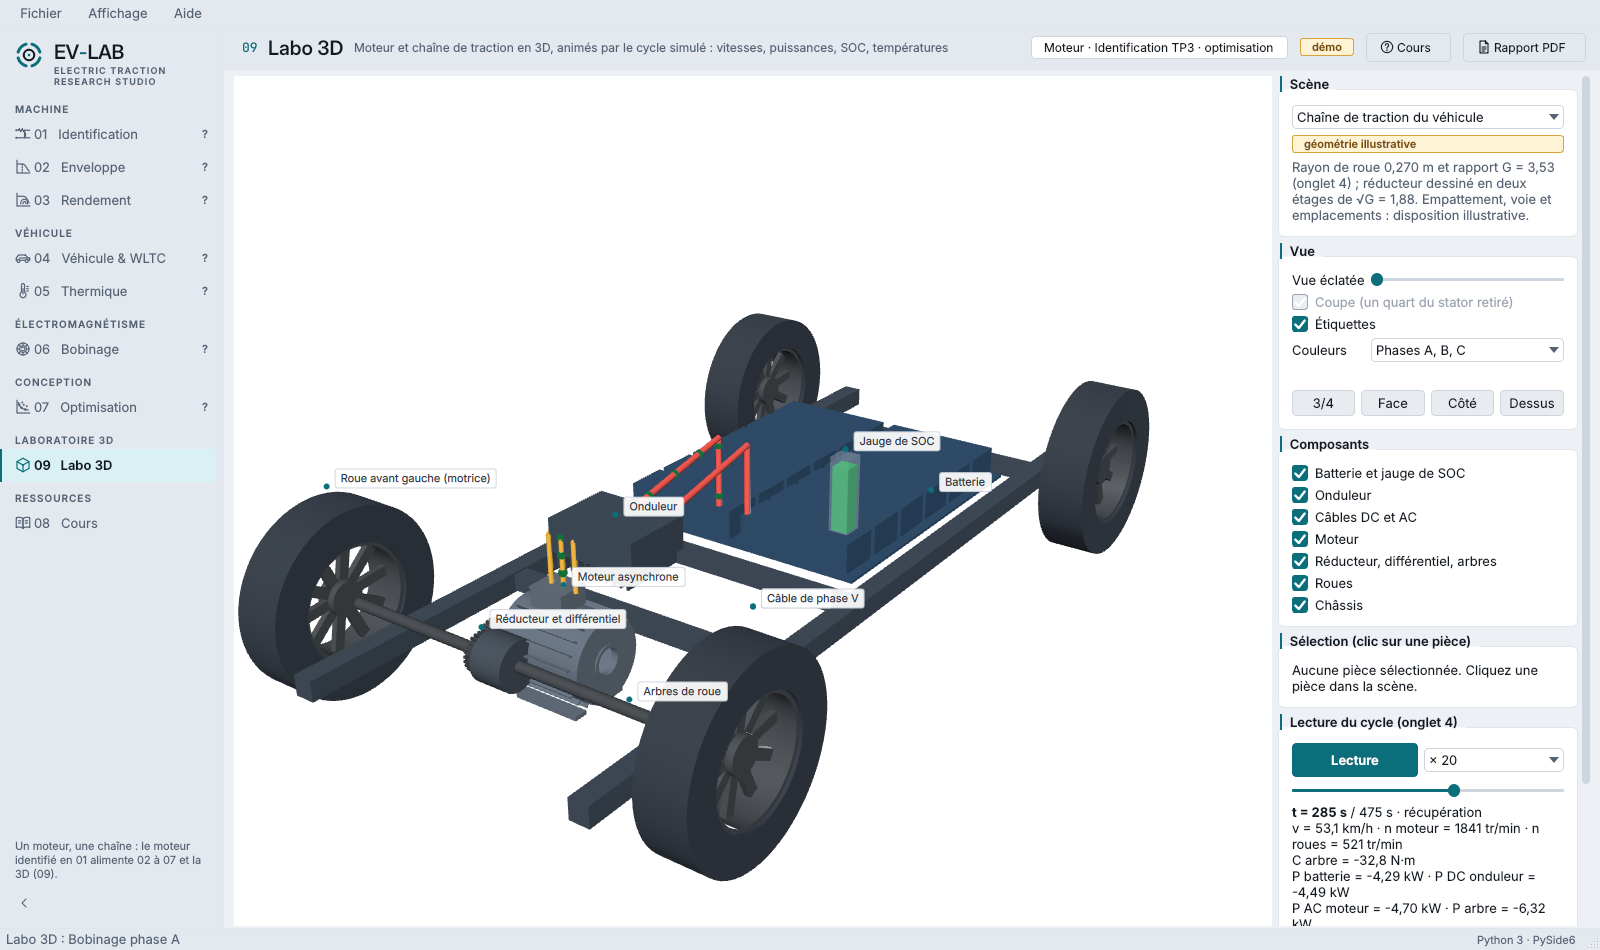 Fichier Affichage Aide
EV-LAB
ELECTRIC TRACTION
RESEARCH STUDIO
MACHINE
01 Identification ?
02 Enveloppe ?
03 Rendement ?
VÉHICULE
04 Véhicule & WLTC ?
05 Thermique ?
ÉLECTROMAGNÉTISME
06 Bobinage ?
CONCEPTION
07 Optimisation ?
LABORATOIRE 3D
09 Labo 3D
RESSOURCES
08 Cours
Un moteur, une chaîne : le moteur
identifié en 01 alimente 02 à 07 et la
3D (09).
09 Labo 3D Moteur et chaîne de traction en 3D, animés par le cycle simulé : vitesses, puissances, SOC, températures
Moteur · Identification TP3 · optimisation
démo
Cours
Rapport PDF
Jauge de SOC
Roue avant gauche (motrice)
Batterie
Onduleur
Moteur asynchrone
Câble de phase V
Réducteur et différentiel
Arbres de roue
Scène
Chaîne de traction du véhicule
géométrie illustrative
Rayon de roue 0,270 m et rapport G = 3,53
(onglet 4) ; réducteur dessiné en deux
étages de √G = 1,88. Empattement, voie et
emplacements : disposition illustrative.
Vue
Vue éclatée
Coupe (un quart du stator retiré)
Étiquettes
Couleurs Phases A, B, C
3/4 Face Côté Dessus
Composants
Batterie et jauge de SOC
Onduleur
Câbles DC et AC
Moteur
Réducteur, différentiel, arbres
Roues
Châssis
Sélection (clic sur une pièce)
Aucune pièce sélectionnée. Cliquez une
pièce dans la scène.
Lecture du cycle (onglet 4)
Lecture × 20
t = 285 s / 475 s · récupération
v = 53,1 km/h · n moteur = 1841 tr/min · n
roues = 521 tr/min
C arbre = -32,8 N·m
P batterie = -4,29 kW · P DC onduleur =
-4,49 kW
P AC moteur = -4,70 kW · P arbre = -6,32
kW
Labo 3D : Bobinage phase A
Python 3 · PySide6